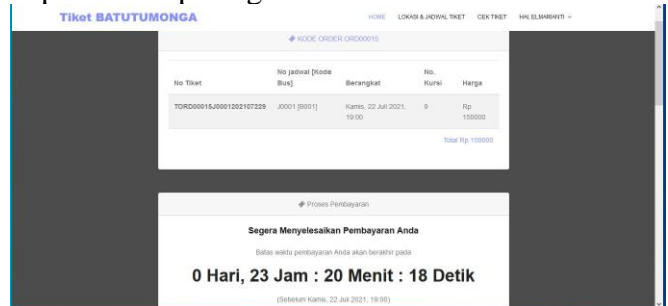 Tiket BATUTUMONGA HOME LOKASI & JADWAL TIKET CEK TIKET HAI, ELMARIANTI
KODE ORDER ORD00015
No Tiket No jadwal [Kode Bus] Berangkat No. Kursi Harga
TORD00015J0001202107229 J0001 [B001] Kamis, 22 Juli 2021, 19:00 9 Rp 150000
Total Rp 150000
Proses Pembayaran
Segera Menyelesaikan Pembayaran Anda
Batas waktu pembayaran Anda akan berakhir pada
0 Hari, 23 Jam : 20 Menit : 18 Detik
(Sebelum Kamis, 22 Juli 2021, 19:00)